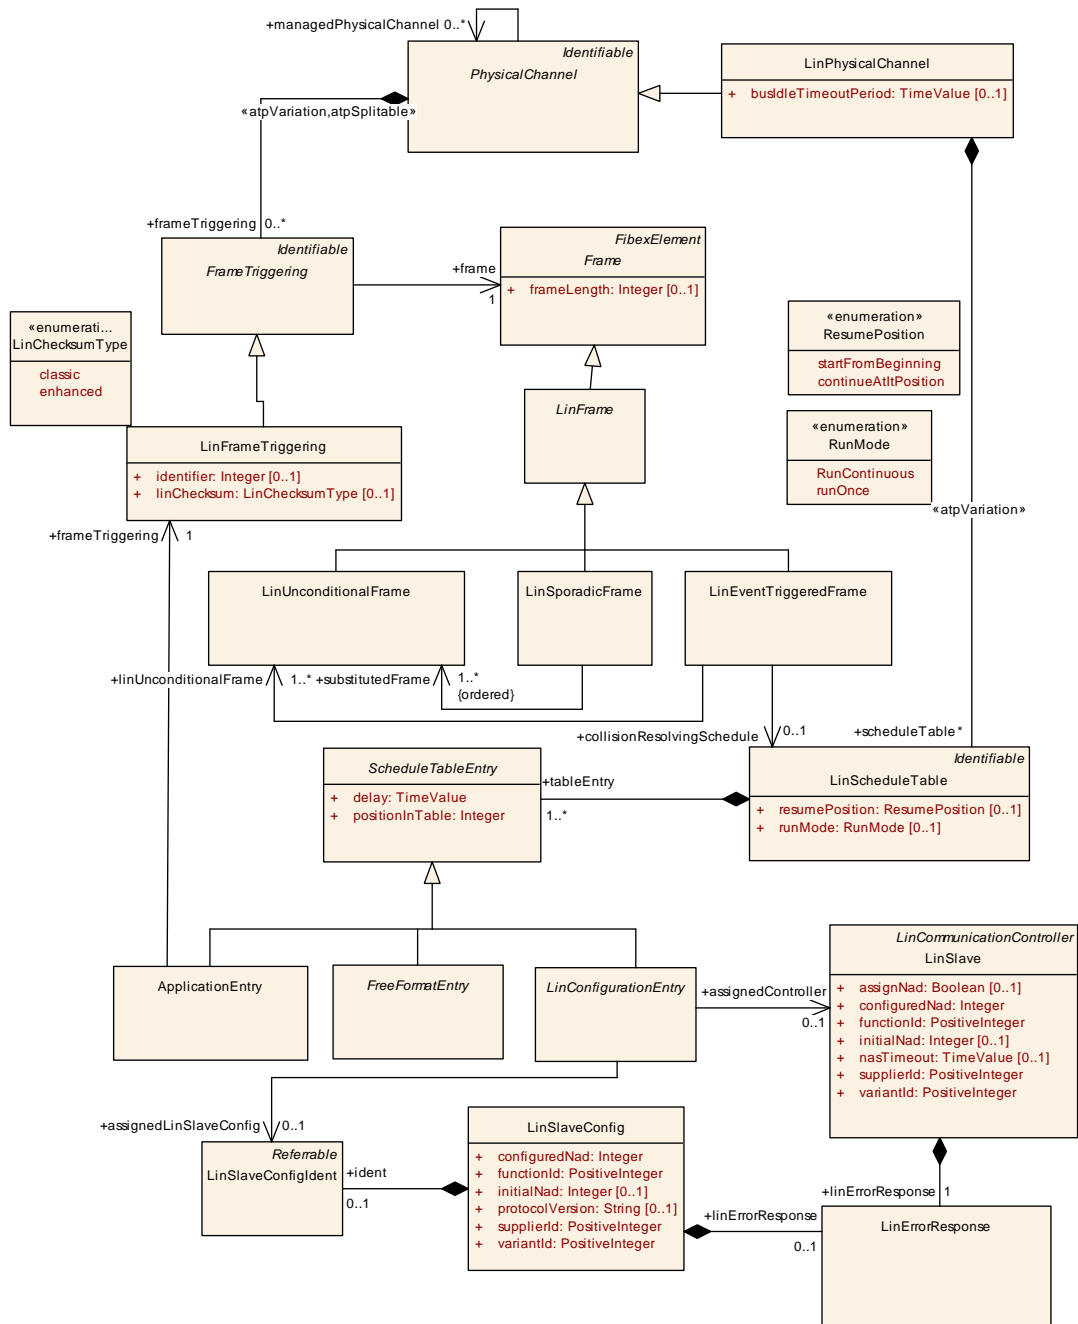 +managedPhysicalChannel 0..*
Identifiable
PhysicalChannel
LinPhysicalChannel
+ busIdleTimeoutPeriod: TimeValue [0..1]
«atpVariation,atpSplitable»
+frameTriggering 0..*
Identifiable
FrameTriggering
+frame
1
FibexElement
Frame
+ frameLength: Integer [0..1]
«enumerati...
LinChecksumType
classic
enhanced
«enumeration»
ResumePosition
startFromBeginning
continueAtItPosition
LinFrame
«enumeration»
RunMode
RunContinuous
runOnce
LinFrameTriggering
+ identifier: Integer [0..1]
+ linChecksum: LinChecksumType [0..1]
«atpVariation»
+frameTriggering 1
LinUnconditionalFrame
LinSporadicFrame
LinEventTriggeredFrame
+linUnconditionalFrame 1..*
+substitutedFrame 1..*
{ordered}
+collisionResolvingSchedule 0..1
+scheduleTable *
ScheduleTableEntry
+ delay: TimeValue
+ positionInTable: Integer
+tableEntry
1..*
Identifiable
LinScheduleTable
+ resumePosition: ResumePosition [0..1]
+ runMode: RunMode [0..1]
ApplicationEntry
FreeFormatEntry
LinConfigurationEntry
+assignedController
0..1
LinCommunicationController
LinSlave
+ assignNad: Boolean [0..1]
+ configuredNad: Integer
+ functionId: PositiveInteger
+ initialNad: Integer [0..1]
+ nasTimeout: TimeValue [0..1]
+ supplierId: PositiveInteger
+ variantId: PositiveInteger
+assignedLinSlaveConfig 0..1
Referrable
LinSlaveConfigIdent
+ident
0..1
LinSlaveConfig
+ configuredNad: Integer
+ functionId: PositiveInteger
+ initialNad: Integer [0..1]
+ protocolVersion: String [0..1]
+ supplierId: PositiveInteger
+ variantId: PositiveInteger
+linErrorResponse 1
+linErrorResponse
0..1
LinErrorResponse